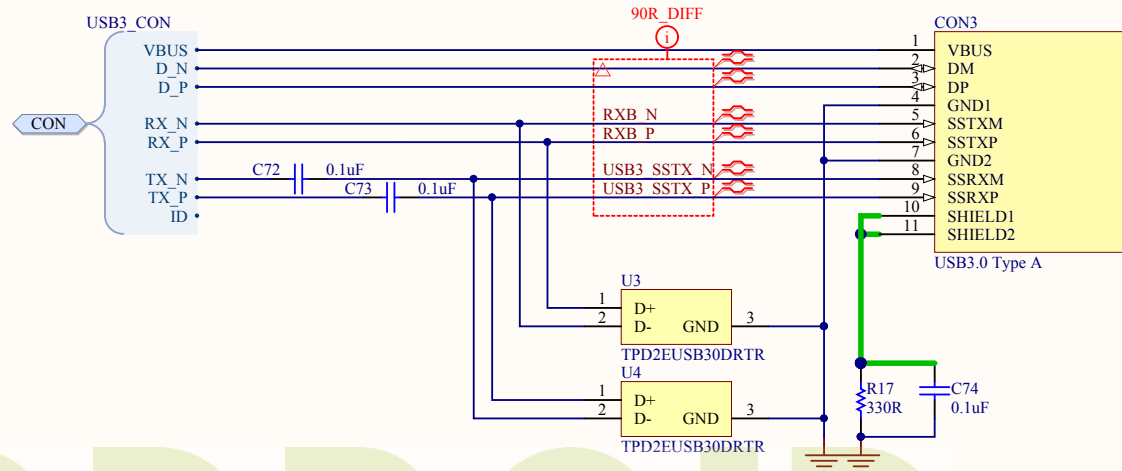 90R_DIFF
i
USB3_CON
CON3
CON
VBUS
1
VBUS
D_N
2
DM
D_P
3
DP
4
GND1
RX_N
RXB_N
5
SSTXM
RX_P
RXB_P
6
SSTXP
7
GND2
C72
0.1uF
TX_N
USB3_SSTX_N
8
SSRXM
C73
0.1uF
TX_P
USB3_SSTX_P
9
SSRXP
ID
10
SHIELD1
11
SHIELD2
USB3.0 Type A
U3
1
D+
2
D-
GND
3
TPD2EUSB30DRTR
U4
1
D+
2
D-
GND
3
TPD2EUSB30DRTR
R17
330R
C74
0.1uF